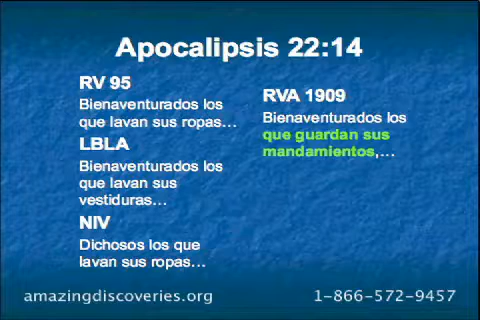 Apocalipsis 22:14
RV 95
Bienaventurados los
que lavan sus ropas...
LBLA
Bienaventurados los
que lavan sus
vestiduras...
NIV
Dichosos los que
lavan sus ropas...
RVA 1909
Bienaventurados los
que guardan sus
mandamientos,...
amazingdiscoveries.org
1-866-572-9457